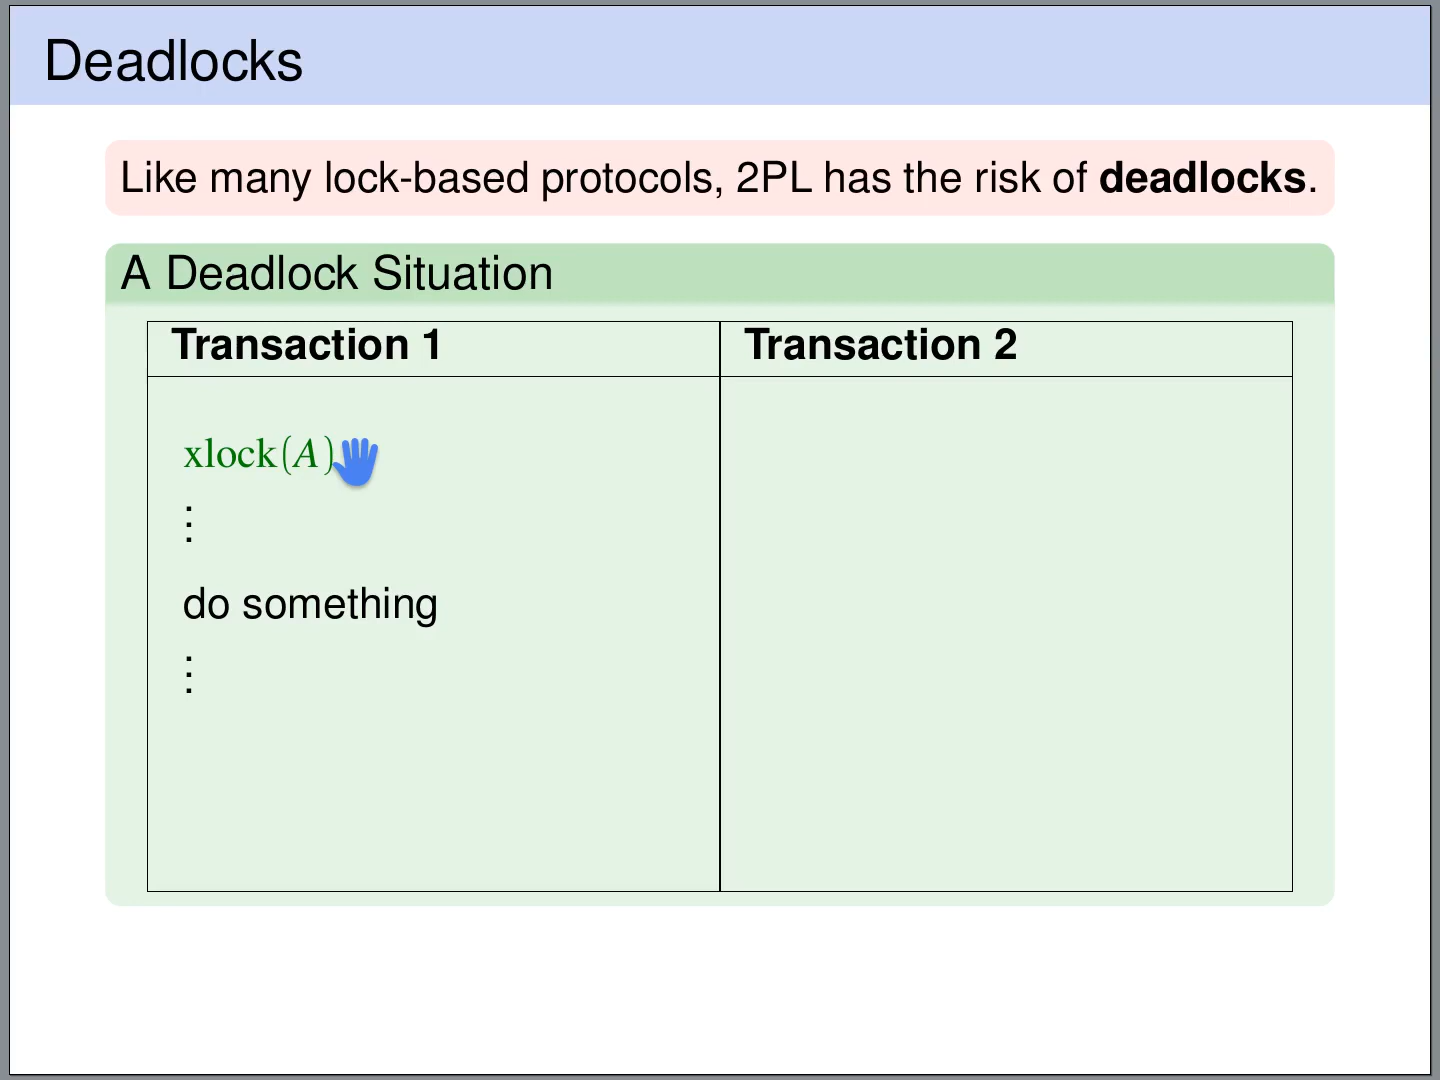 Deadlocks
Like many lock-based protocols, 2PL has the risk of deadlocks.
A Deadlock Situation
Transaction 1 Transaction 2
xlock(A)
⋮
do something
⋮